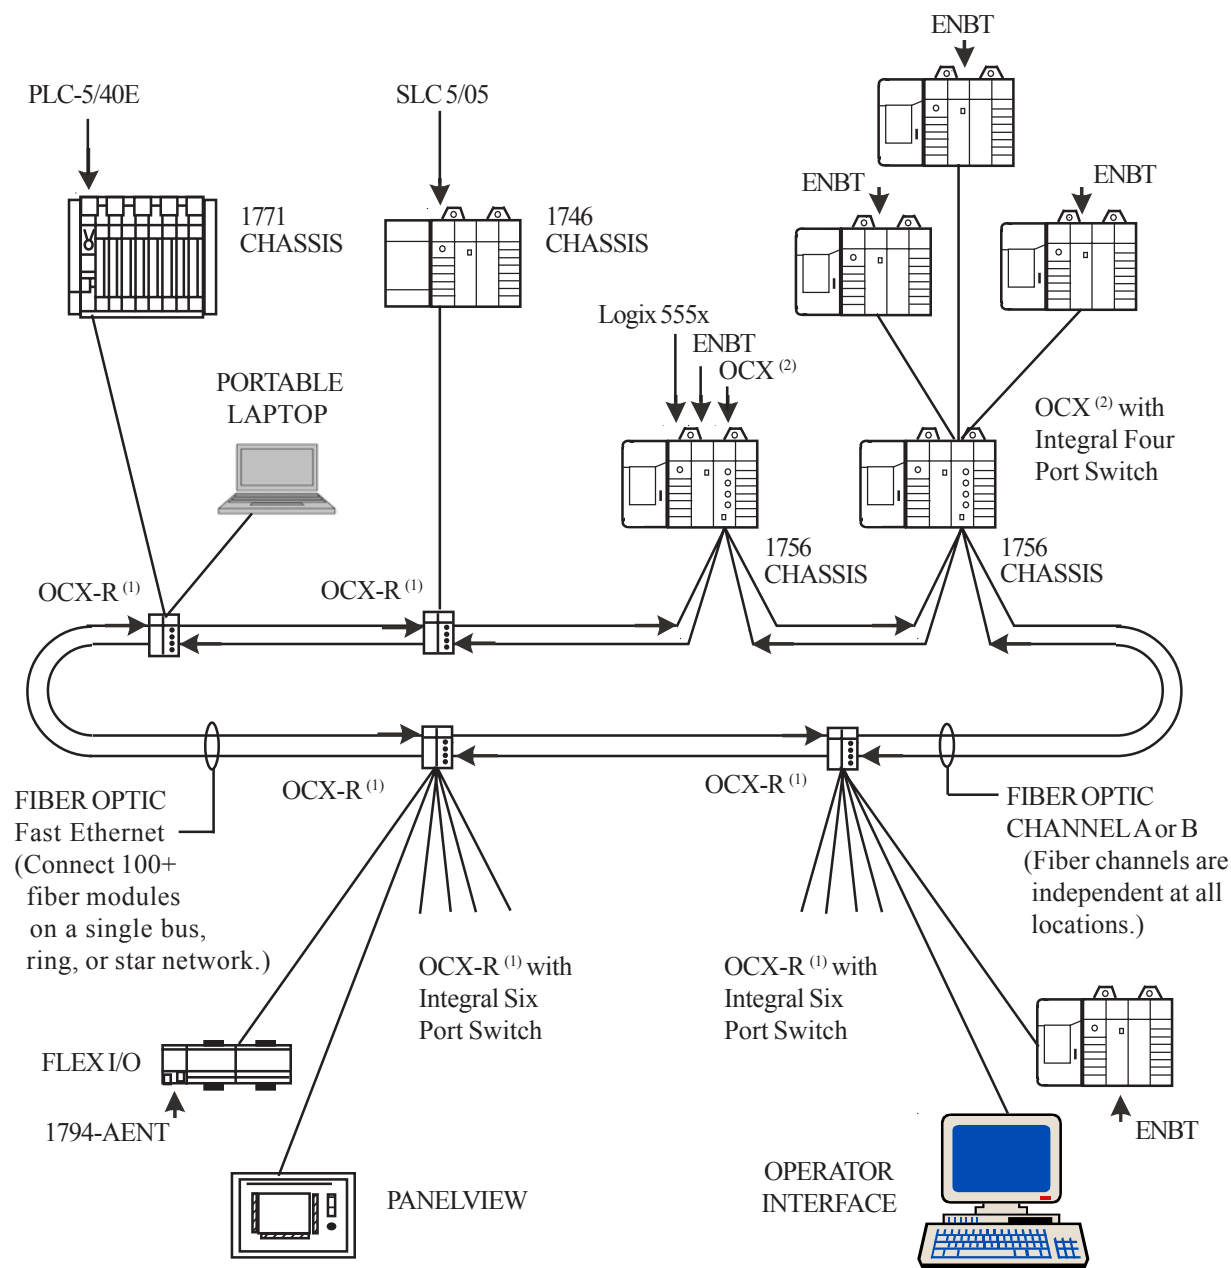 ENBT
PLC-5/40E
SLC 5/05
ENBT
ENBT
1771
CHASSIS
1746
CHASSIS
Logix 555x
ENBT
OCX (2)
PORTABLE
LAPTOP
OCX (2) with
Integral Four
Port Switch
1756
CHASSIS
1756
CHASSIS
OCX-R (1)
OCX-R (1)
OCX-R (1)
OCX-R (1)
FIBER OPTIC
Fast Ethernet
(Connect 100+
fiber modules
on a single bus,
ring, or star network.)
FIBER OPTIC
CHANNEL A or B
(Fiber channels are
independent at all
locations.)
OCX-R (1) with
Integral Six
Port Switch
OCX-R (1) with
Integral Six
Port Switch
FLEX I/O
1794-AENT
ENBT
PANELVIEW
OPERATOR
INTERFACE